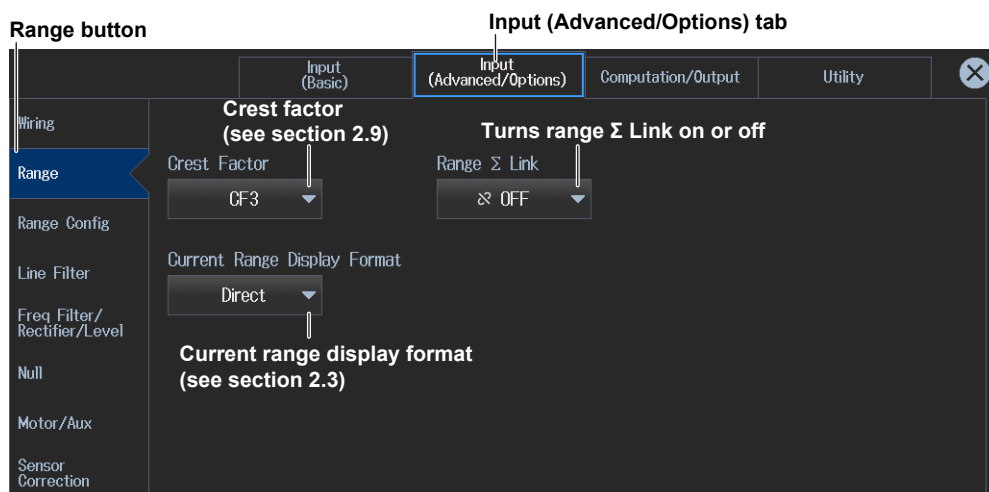 Range button
Input (Advanced/Options) tab
Input
(Basic)
Input
(Advanced/Options)
Computation/Output
Utility
Wiring
Crest factor
(see section 2.9)
Turns range Σ Link on or off
Range
Crest Factor
Range Σ Link
CF3
OFF
Range Config
Current Range Display Format
Line Filter
Direct
Freq Filter/
Rectifier/Level
Current range display format
(see section 2.3)
Null
Motor/Aux
Sensor
Correction